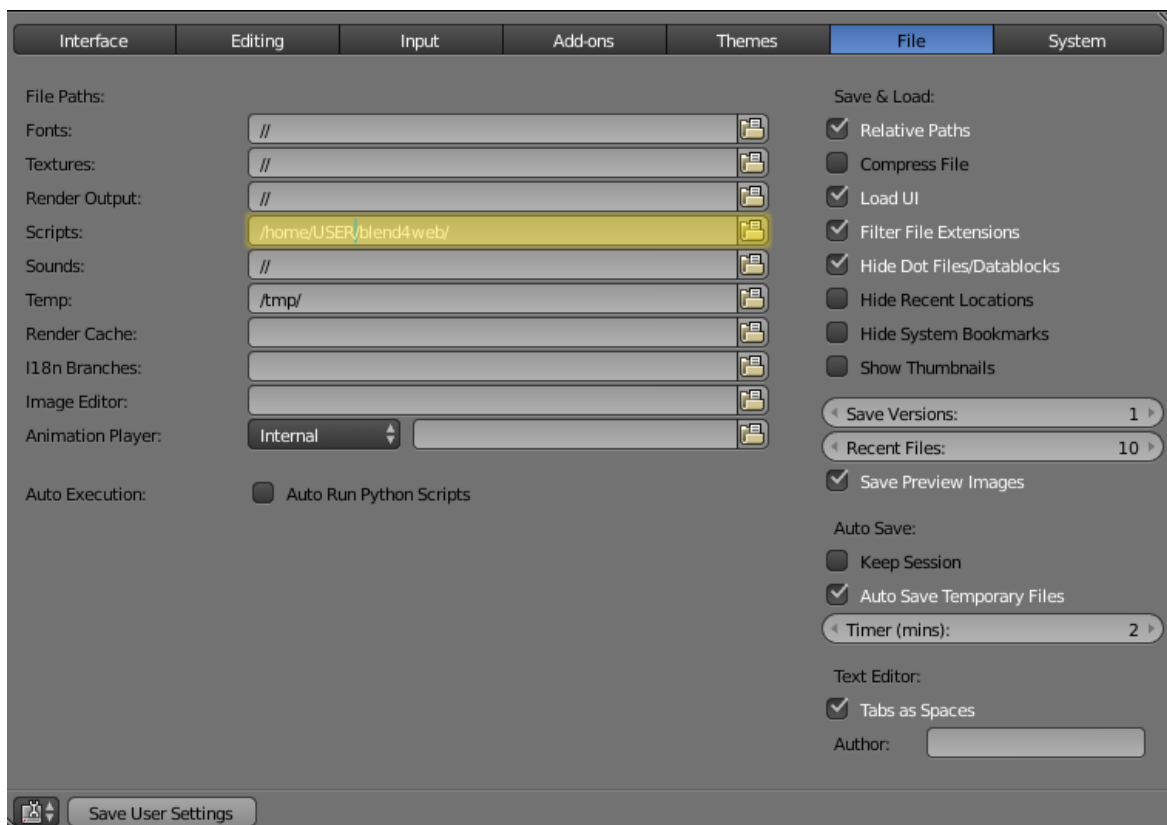 Interface Editing Input Add-ons Themes File System
File Paths:
Fonts: //
Textures: //
Render Output: //
Scripts: /home/USER/blend4web/
Sounds: //
Temp: /tmp/
Render Cache:
I18n Branches:
Image Editor:
Animation Player: Internal
Auto Execution: Auto Run Python Scripts
Save & Load:
Relative Paths
Compress File
Load UI
Filter File Extensions
Hide Dot Files/Datablocks
Hide Recent Locations
Hide System Bookmarks
Show Thumbnails
Save Versions: 1
Recent Files: 10
Save Preview Images
Auto Save:
Keep Session
Auto Save Temporary Files
Timer (mins): 2
Text Editor:
Tabs as Spaces
Author:
Save User Settings